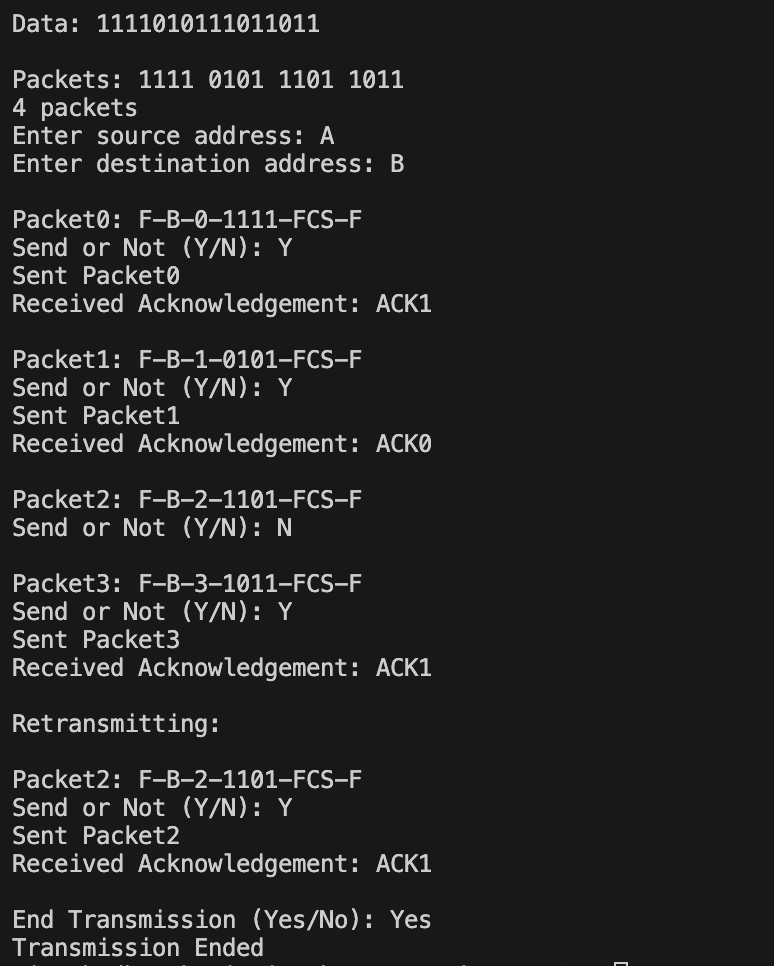 Data: 1111010111011011
Packets: 1111 0101 1101 1011
4 packets
Enter source address: A
Enter destination address: B
Packet0: F-B-0-1111-FCS-F
Send or Not (Y/N): Y
Sent Packet0
Received Acknowledgement: ACK1
Packet1: F-B-1-0101-FCS-F
Send or Not (Y/N): Y
Sent Packet1
Received Acknowledgement: ACK0
Packet2: F-B-2-1101-FCS-F
Send or Not (Y/N): N
Packet3: F-B-3-1011-FCS-F
Send or Not (Y/N): Y
Sent Packet3
Received Acknowledgement: ACK1
Retransmitting:
Packet2: F-B-2-1101-FCS-F
Send or Not (Y/N): Y
Sent Packet2
Received Acknowledgement: ACK1
End Transmission (Yes/No): Yes
Transmission Ended